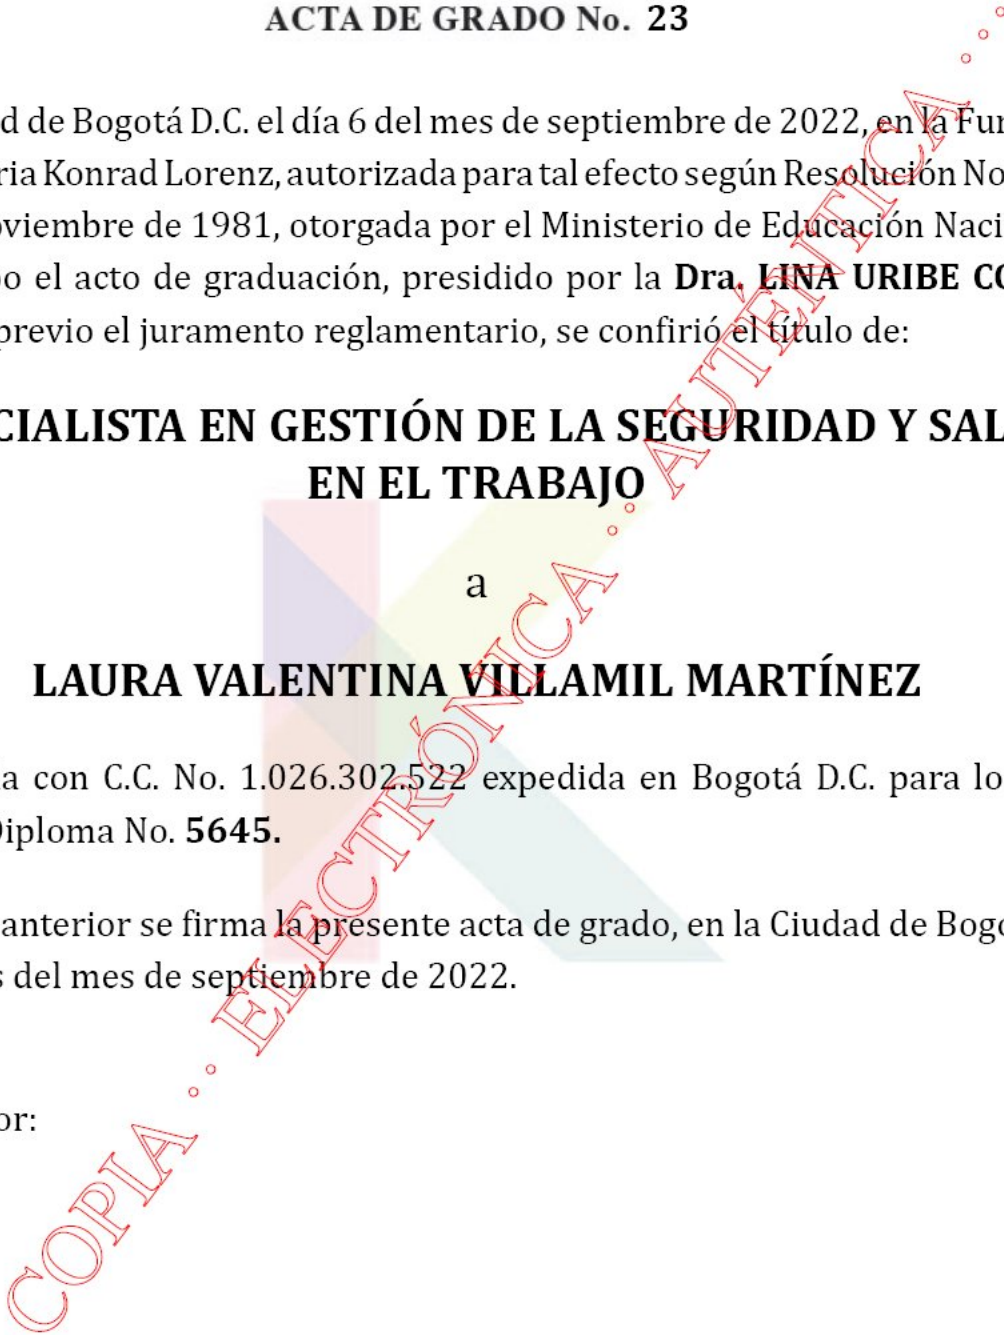 ACTA DE GRADO No. 23
d de Bogotá D.C. el día 6 del mes de septiembre de 2022, en la Fun
ria Konrad Lorenz, autorizada para tal efecto según Resolución No
oviembre de 1981, otorgada por el Ministerio de Educación Naci
o el acto de graduación, presidido por la Dra. LINA URIBE CO
previo el juramento reglamentario, se confirió el título de:
CIALISTA EN GESTIÓN DE LA SEGURIDAD Y SAL
EN EL TRABAJO
a
LAURA VALENTINA VILLAMIL MARTÍNEZ
a con C.C. No. 1.026.302.522 expedida en Bogotá D.C. para lo
Diploma No. 5645.
anterior se firma la presente acta de grado, en la Ciudad de Bogo
s del mes de septiembre de 2022.
or:
COPIA ... ELECTRÓNICA ... AUTÉNTICA ...